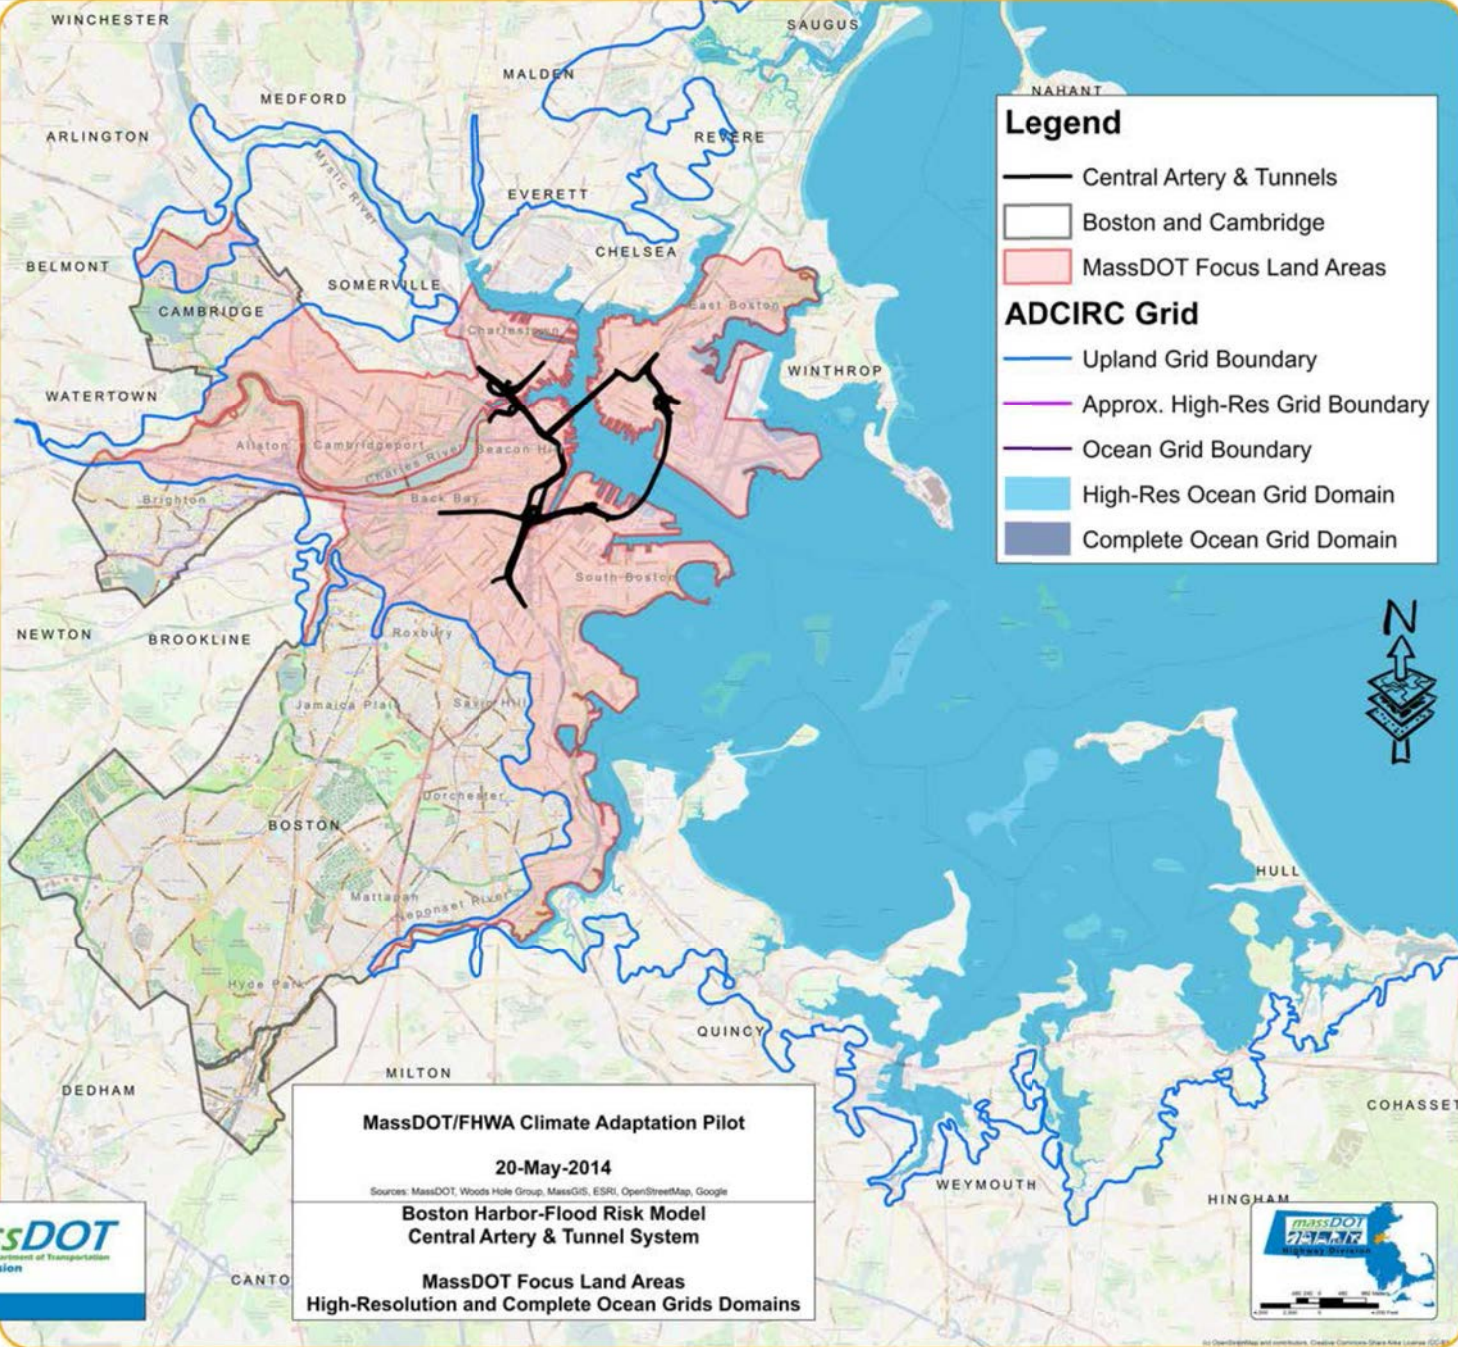 WINCHESTER
SAUGUS
MALDEN
NAHANT
MEDFORD
ARLINGTON
REVERE
Mystic River
EVERETT
CHELSEA
BELMONT
SOMERVILLE
East Boston
CAMBRIDGE
Charlestown
WINTHROP
WATERTOWN
Allston
Cambridgeport
Beacon Hill
Charles River
Back Bay
Brighton
South Boston
NEWTON
BROOKLINE
Roxbury
Jamaica Plain
Savin Hill
Dorchester
BOSTON
HULL
Mattapan
Neponset River
Hyde Park
QUINCY
MILTON
DEDHAM
COHASSET
WEYMOUTH
HINGHAM
CANTO
Legend
Central Artery & Tunnels
Boston and Cambridge
MassDOT Focus Land Areas
ADCIRC Grid
Upland Grid Boundary
Approx. High-Res Grid Boundary
Ocean Grid Boundary
High-Res Ocean Grid Domain
Complete Ocean Grid Domain
N
MassDOT/FHWA Climate Adaptation Pilot
20-May-2014
Sources: MassDOT, Woods Hole Group, MassGIS, ESRI, OpenStreetMap, Google
Boston Harbor-Flood Risk Model
Central Artery & Tunnel System
MassDOT Focus Land Areas
High-Resolution and Complete Ocean Grids Domains
sDOT
artment of Transportation
sion
massDOT
Highway Division